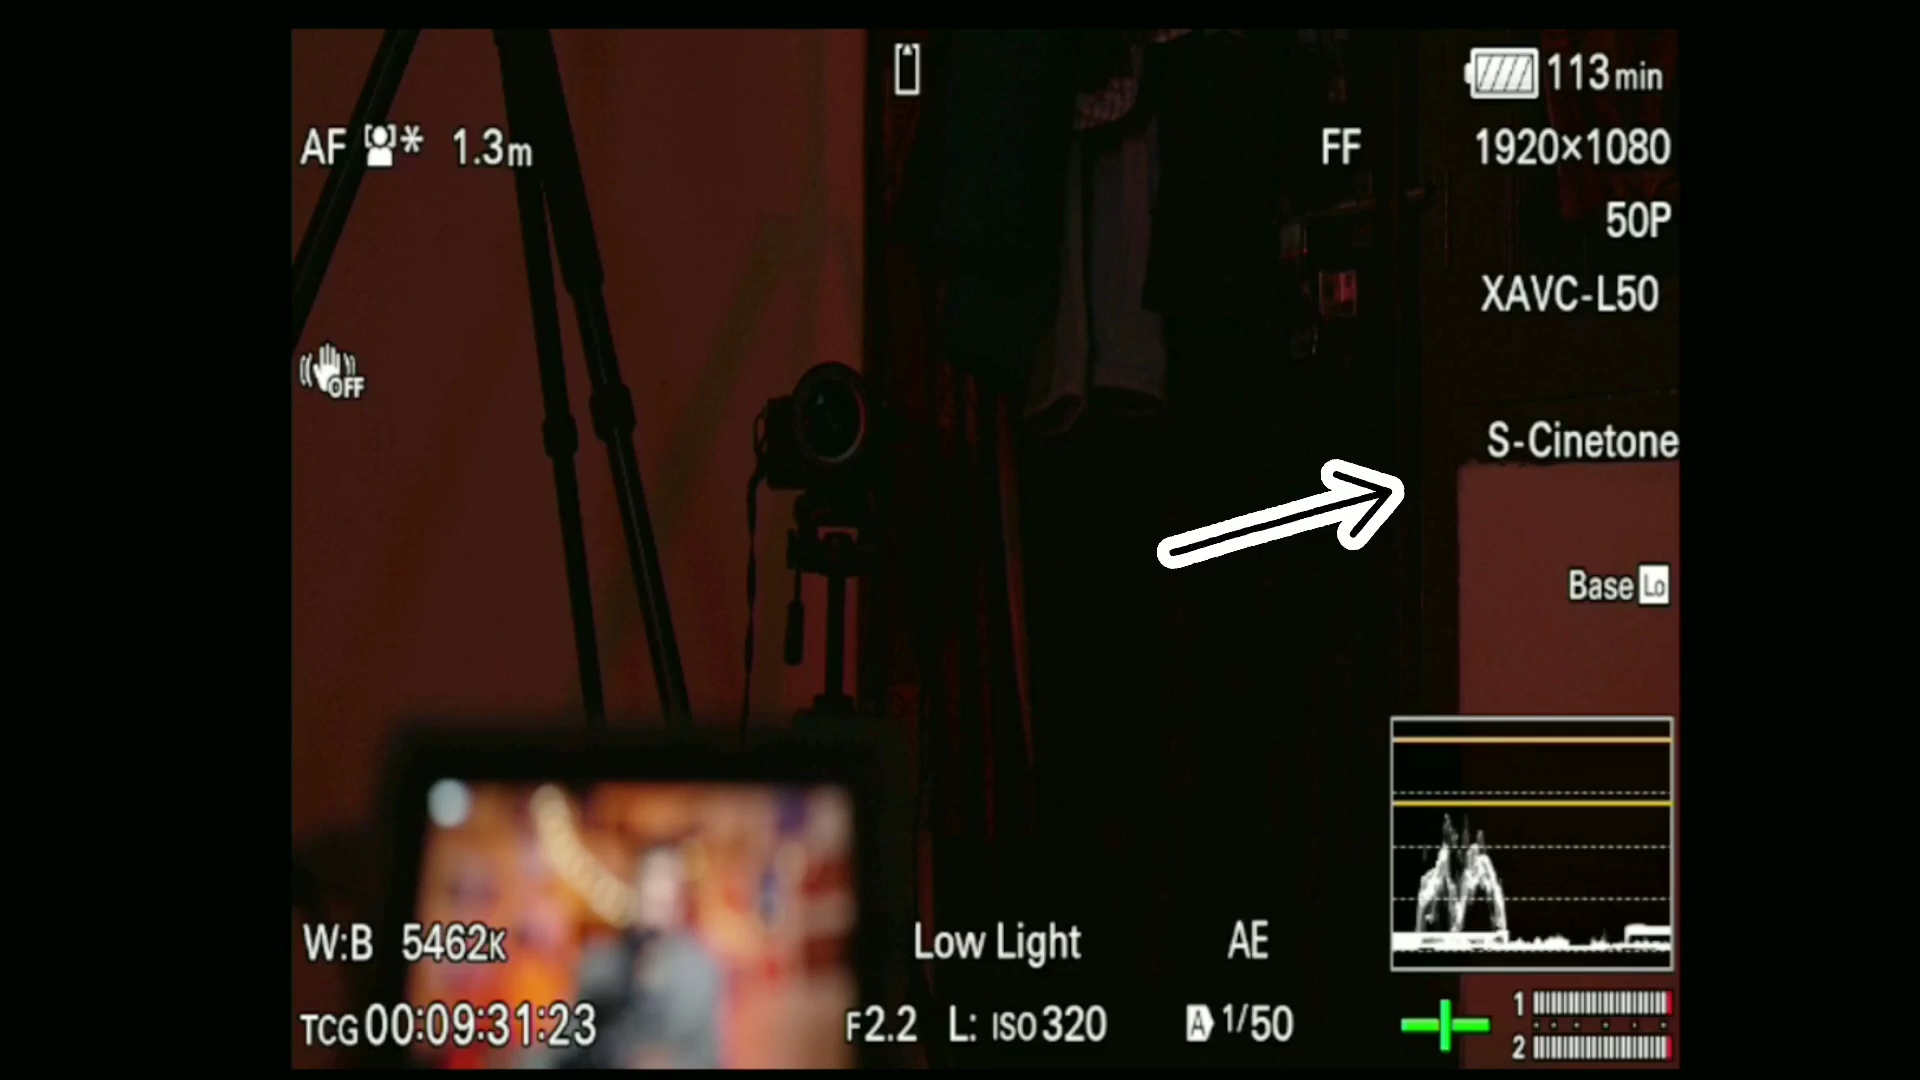 113min
AF 1.3m FF 1920×1080
50P
XAVC-L50
OFF
S-Cinetone
Base Lo
W:B 5462K Low Light AE
TCG 00:09:31:23 F2.2 L: ISO320 A 1/50
1
2